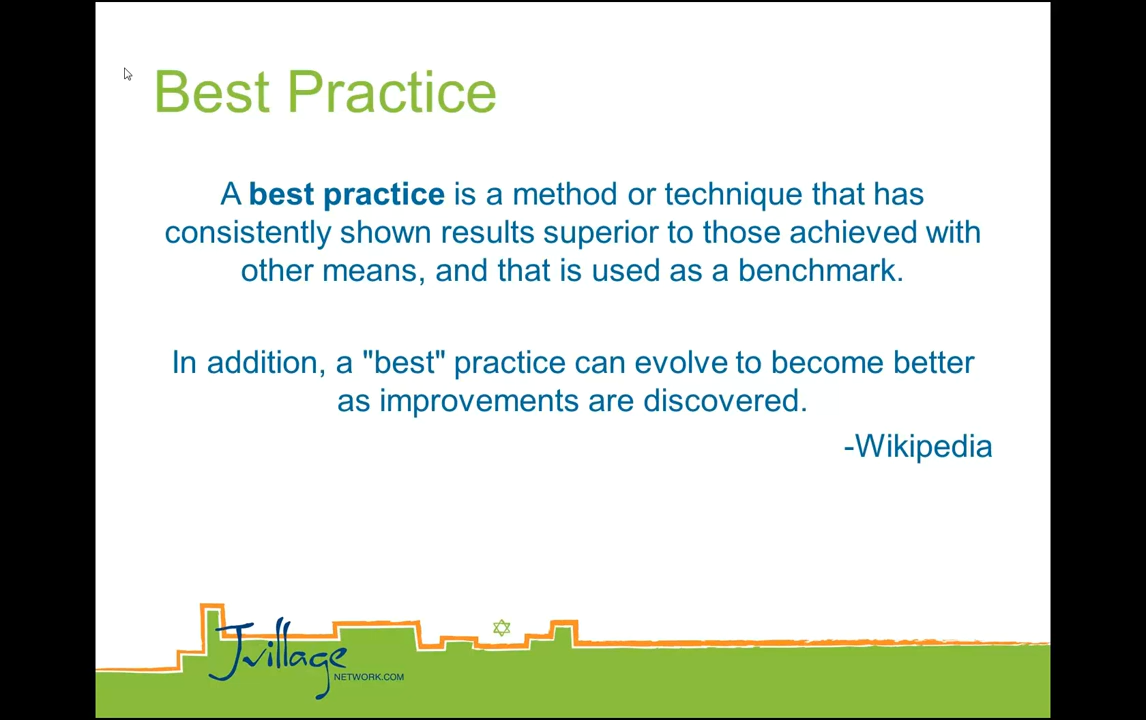 Best Practice
A best practice is a method or technique that has
consistently shown results superior to those achieved with
other means, and that is used as a benchmark.
In addition, a "best" practice can evolve to become better
as improvements are discovered.
-Wikipedia
Jvillage
NETWORK.COM